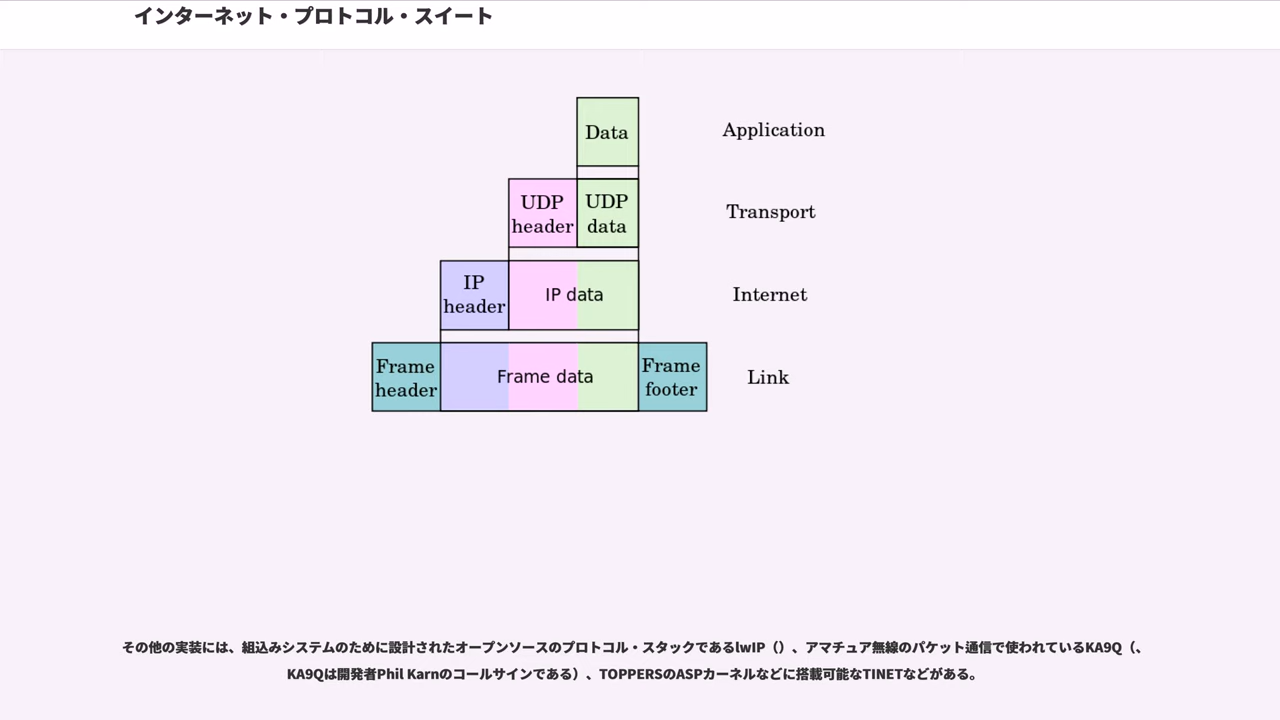 インターネット・プロトコル・スイート
Data
Application
UDP header
UDP data
Transport
IP header
IP data
Internet
Frame header
Frame data
Frame footer
Link
その他の実装には、組込みシステムのために設計されたオープンソースのプロトコル・スタックであるlwIP（）、アマチュア無線のパケット通信で使われているKA9Q（、
KA9Qは開発者Phil Karnのコールサインである）、TOPPERSのASPカーネルなどに搭載可能なTINETなどがある。